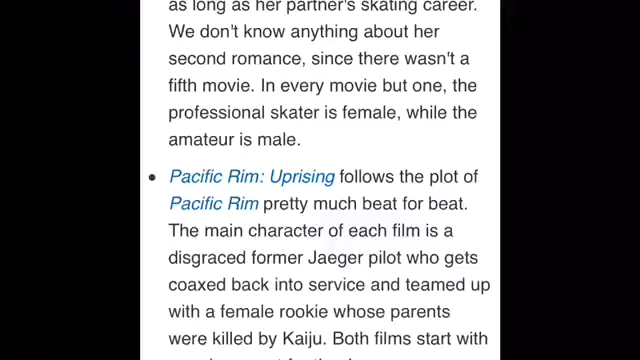 as long as her partner's skating career.
We don't know anything about her
second romance, since there wasn't a
fifth movie. In every movie but one, the
professional skater is female, while the
amateur is male.
• Pacific Rim: Uprising follows the plot of
Pacific Rim pretty much beat for beat.
The main character of each film is a
disgraced former Jaeger pilot who gets
coaxed back into service and teamed up
with a female rookie whose parents
were killed by Kaiju. Both films start with